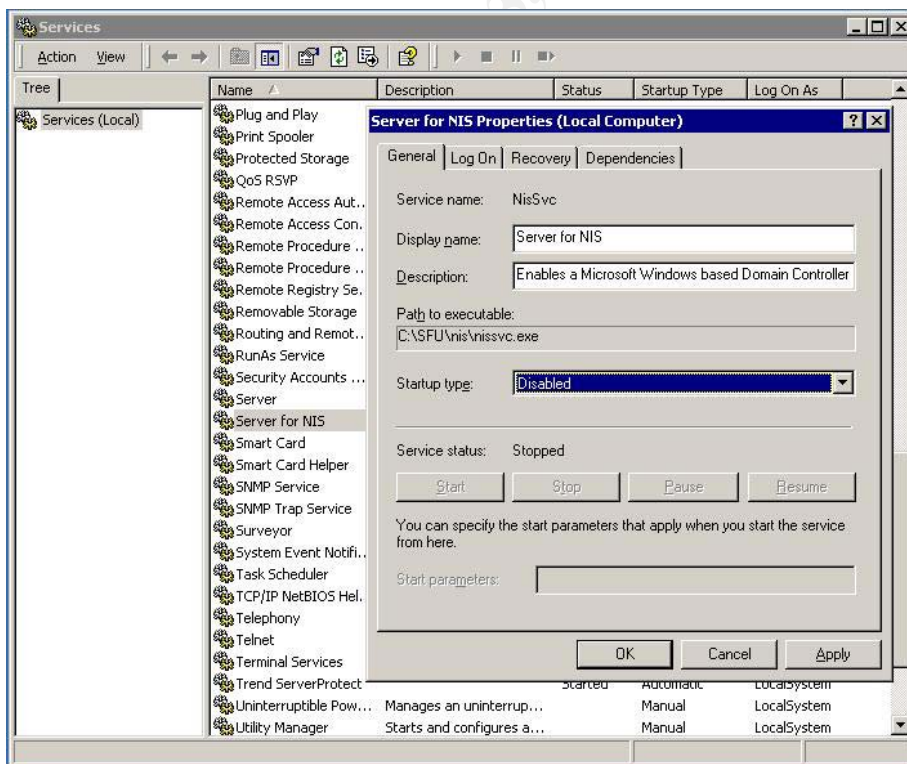 Services
Action View
Tree
Services (Local)
Name Description Status Startup Type Log On As
Plug and Play
Print Spooler
Protected Storage
QoS RSVP
Remote Access Aut...
Remote Access Con...
Remote Procedure ...
Remote Procedure ...
Remote Registry Se...
Removable Storage
Routing and Remot...
RunAs Service
Security Accounts ...
Server
Server for NIS
Smart Card
Smart Card Helper
SNMP Service
SNMP Trap Service
Surveyor
System Event Notifi...
Task Scheduler
TCP/IP NetBIOS Hel...
Telephony
Telnet
Terminal Services
Trend ServerProtect Started Automatic LocalSystem
Uninterruptible Pow... Manages an uninterrup... Manual LocalSystem
Utility Manager Starts and configures a... Manual LocalSystem
Server for NIS Properties (Local Computer)
General Log On Recovery Dependencies
Service name: NisSvc
Display name: Server for NIS
Description: Enables a Microsoft Windows based Domain Controller
Path to executable:
C:\SFU\nis\nissvc.exe
Startup type: Disabled
Service status: Stopped
Start Stop Pause Resume
You can specify the start parameters that apply when you start the service
from here.
Start parameters:
OK Cancel Apply